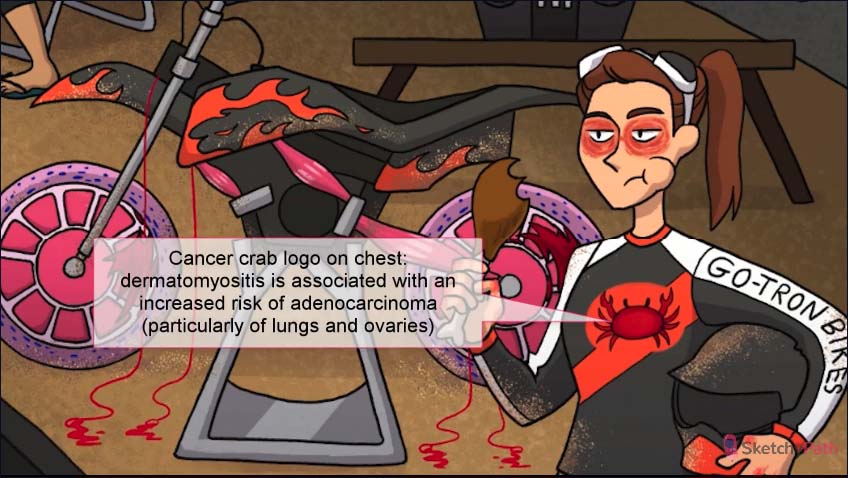 Cancer crab logo on chest:
dermatomyositis is associated with an
increased risk of adenocarcinoma
(particularly of lungs and ovaries)
GO-TRON BIKES
SketchyPath